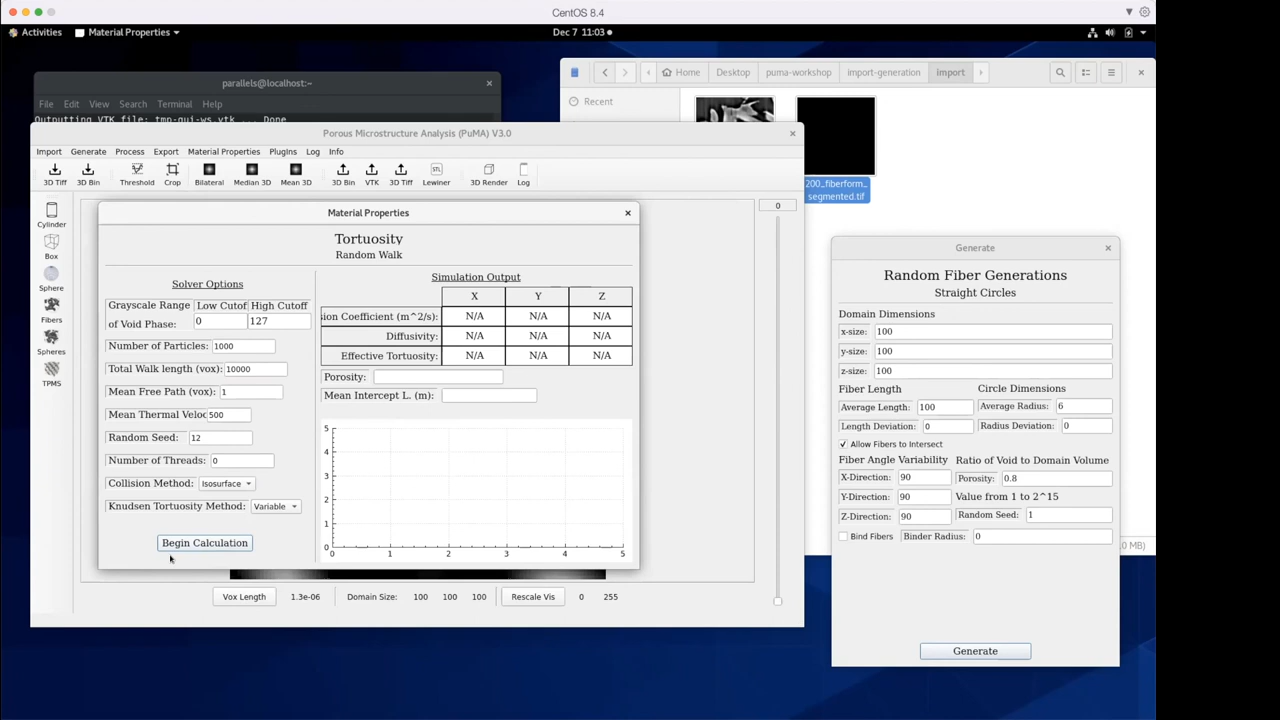 CentOS 8.4
Activities
Material Properties
Dec 7 11:03
parallels@localhost:~
File Edit View Search Terminal Help
Outputting VTK file: tmp-gui-ws.vtk ... Done
Home Desktop puma-workshop import-generation import
Recent
200_fiberform_
segmented.tif
Porous Microstructure Analysis (PuMA) V3.0
Import Generate Process Export Material Properties PlugIns Log Info
3D Tiff 3D Bin Threshold Crop Bilateral Median 3D Mean 3D 3D Bin VTK 3D Tiff Lewiner 3D Render Log
STL
Cylinder
Box
Sphere
Fibers
Spheres
TPMS
0
Material Properties
Tortuosity
Random Walk
Solver Options
Grayscale Range
of Void Phase:
Low Cutof High Cutoff
0 127
Number of Particles: 1000
Total Walk length (vox): 10000
Mean Free Path (vox): 1
Mean Thermal Veloc 500
Random Seed: 12
Number of Threads: 0
Collision Method: Isosurface
Knudsen Tortuosity Method: Variable
Begin Calculation
Simulation Output
X Y Z
sion Coefficient (m^2/s): N/A N/A N/A
Diffusivity: N/A N/A N/A
Effective Tortuosity: N/A N/A N/A
Porosity:
Mean Intercept L. (m):
5
4
3
2
1
0
0 1 2 3 4 5
Vox Length 1.3e-06 Domain Size: 100 100 100 Rescale Vis 0 255
Generate
Random Fiber Generations
Straight Circles
Domain Dimensions
x-size: 100
y-size: 100
z-size: 100
Fiber Length Circle Dimensions
Average Length: 100 Average Radius: 6
Length Deviation: 0 Radius Deviation: 0
Allow Fibers to Intersect
Fiber Angle Variability Ratio of Void to Domain Volume
X-Direction: 90 Porosity: 0.8
Y-Direction: 90 Value from 1 to 2^15
Z-Direction: 90 Random Seed: 1
Bind Fibers Binder Radius: 0
Generate
.0 MB)